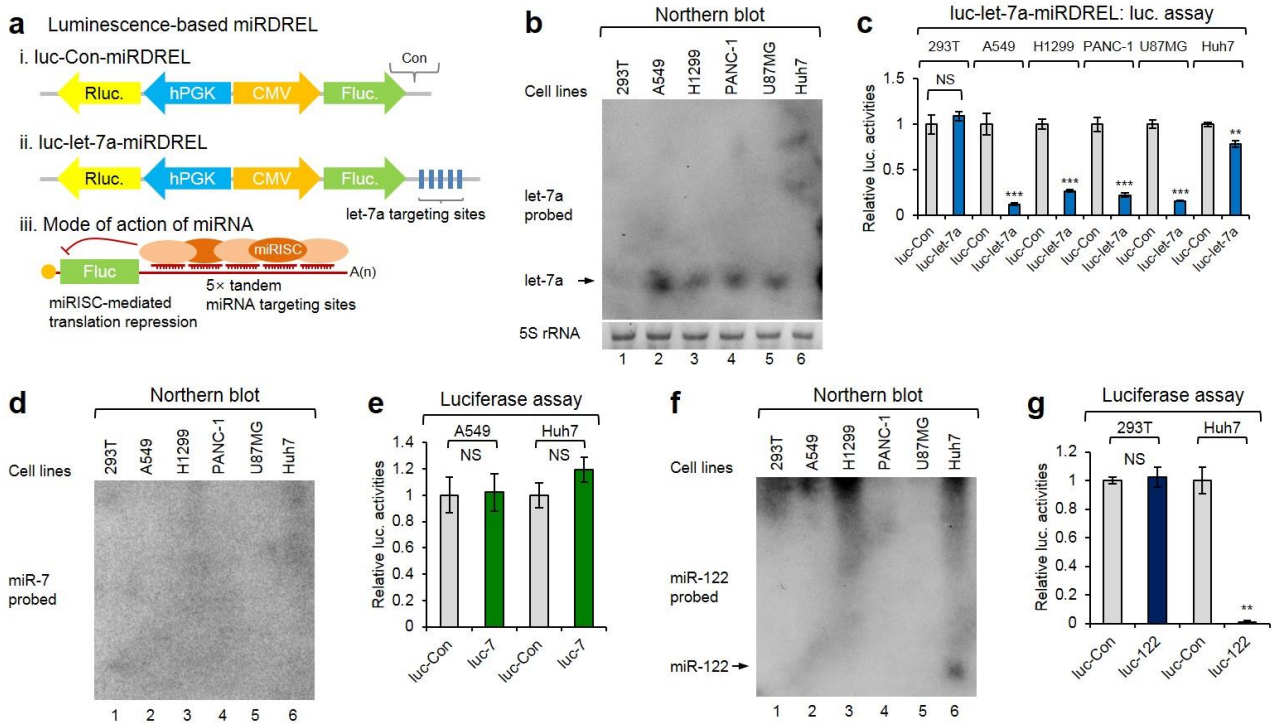 a Luminescence-based miRDREL
i. luc-Con-miRDREL
Con
Rluc. hPGK CMV Fluc.
ii. luc-let-7a-miRDREL
Rluc. hPGK CMV Fluc.
let-7a targeting sites
iii. Mode of action of miRNA
miRISC
Fluc
A(n)
5× tandem
miRNA targeting sites
miRISC-mediated
translation repression
b Northern blot
Cell lines 293T A549 H1299 PANC-1 U87MG Huh7
let-7a
probed
let-7a
5S rRNA
1 2 3 4 5 6
c luc-let-7a-miRDREL: luc. assay
293T A549 H1299 PANC-1 U87MG Huh7
Relative luc. activities
1.5
1
0.5
0
NS
*** *** *** *** **
luc-Con luc-let-7a luc-Con luc-let-7a luc-Con luc-let-7a luc-Con luc-let-7a luc-Con luc-let-7a luc-Con luc-let-7a
d Northern blot
Cell lines 293T A549 H1299 PANC-1 U87MG Huh7
miR-7
probed
1 2 3 4 5 6
e Luciferase assay
A549 Huh7
NS NS
Relative luc. activities
1.4
1.2
1
0.8
0.6
0.4
0.2
0
luc-Con luc-7 luc-Con luc-7
f Northern blot
Cell lines 293T A549 H1299 PANC-1 U87MG Huh7
miR-122
probed
miR-122
1 2 3 4 5 6
g Luciferase assay
293T Huh7
NS
Relative luc. activities
1.2
1
0.8
0.6
0.4
0.2
0
**
luc-Con luc-122 luc-Con luc-122